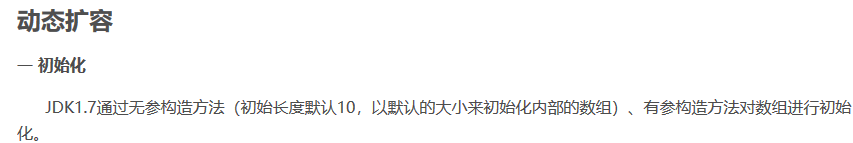 动态扩容
一 初始化
JDK1.7通过无参构造方法（初始长度默认10，以默认的大小来初始化内部的数组）、有参构造方法对数组进行初始
化。